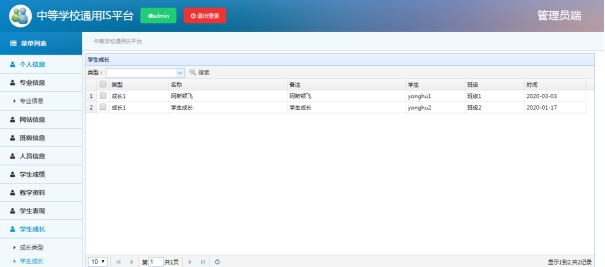 中等学校通用IS平台 admin 退出登录 管理员端
菜单列表
中等学校通用IS平台
个人信息
专业信息
专业信息
网站信息
班级信息
人员信息
学生成绩
教学资料
学生表现
学生成长
成长类型
学生成长
学生成长
类型： 搜索
类型 名称 备注 学生 班级 时间
1 成长1 阿斯顿飞 阿斯顿飞 yonghu1 班级1 2020-03-03
2 成长1 学生成长 学生成长 yonghu2 班级2 2020-01-17
10 第 1 共1页 显示1到2,共2记录